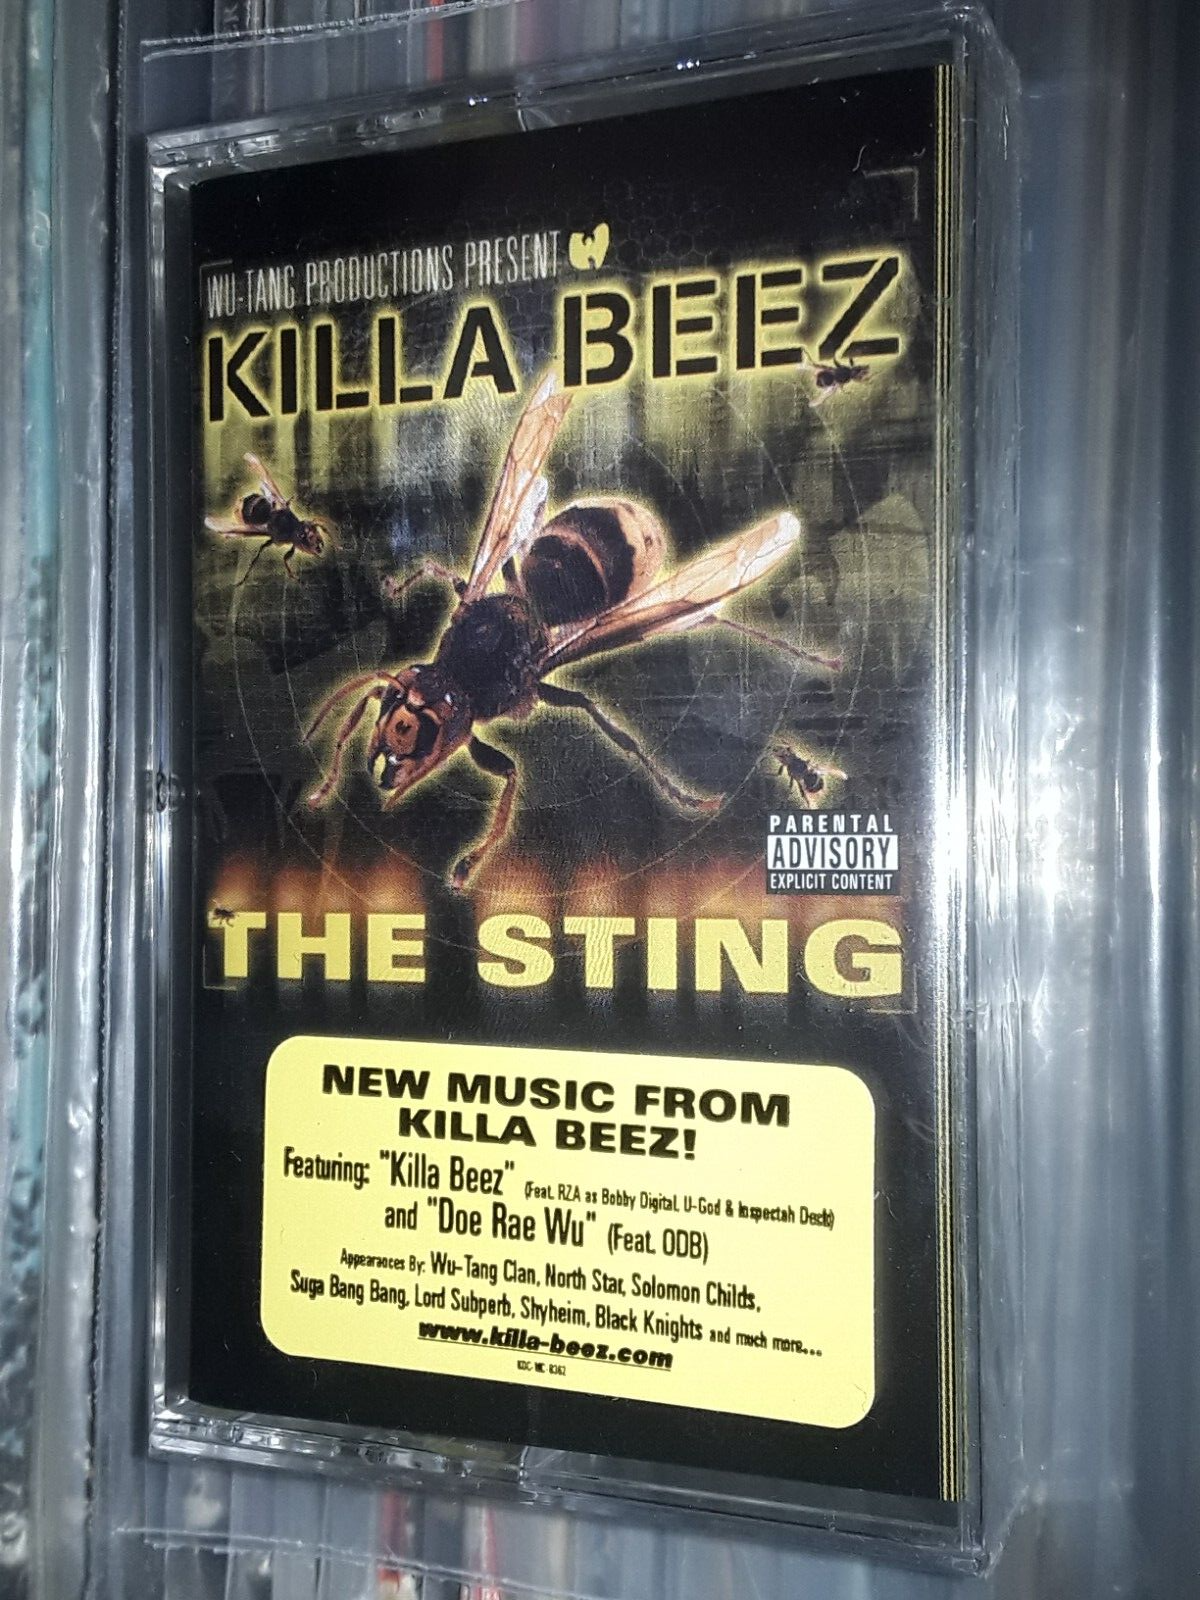 WU-TANG PRODUCTIONS PRESENT W
KILLA BEEZ
PARENTAL
ADVISORY
EXPLICIT CONTENT
THE STING
NEW MUSIC FROM
KILLA BEEZ!
Featuring: "Killa Beez" (Feat. RZA as Bobby Digital, U-God & Inspectah Deck)
and "Doe Rae Wu" (Feat. ODB)
Appearances By: Wu-Tang Clan, North Star, Solomon Childs,
Suga Bang Bang, Lord Subperb, Shyheim, Black Knights and much more...
www.killa-beez.com